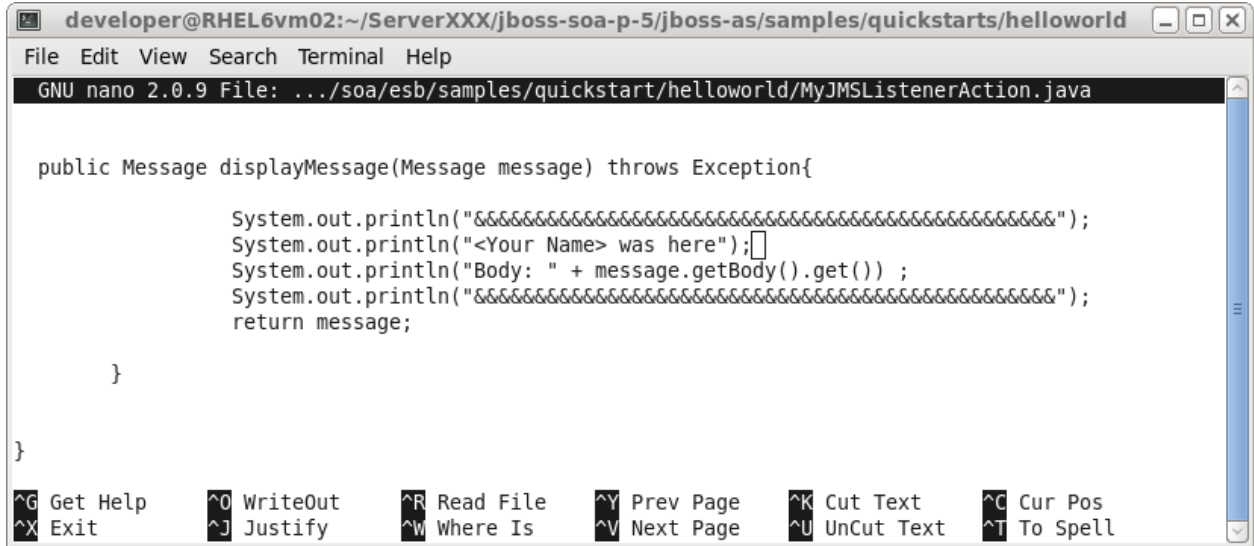 developer@RHEL6vm02:~/ServerXXX/jboss-soa-p-5/jboss-as/samples/quickstarts/helloworld
File Edit View Search Terminal Help
GNU nano 2.0.9 File: .../soa/esb/samples/quickstart/helloworld/MyJMSListenerAction.java
public Message displayMessage(Message message) throws Exception{
System.out.println("&&&&&&&&&&&&&&&&&&&&&&&&&&&&&&&&&&&&&&&&&&&&&&&&");
System.out.println("<Your Name> was here");
System.out.println("Body: " + message.getBody().get()) ;
System.out.println("&&&&&&&&&&&&&&&&&&&&&&&&&&&&&&&&&&&&&&&&&&&&&&&&");
return message;
}
}
^G Get Help ^O WriteOut ^R Read File ^Y Prev Page ^K Cut Text ^C Cur Pos
^X Exit ^J Justify ^W Where Is ^V Next Page ^U UnCut Text ^T To Spell